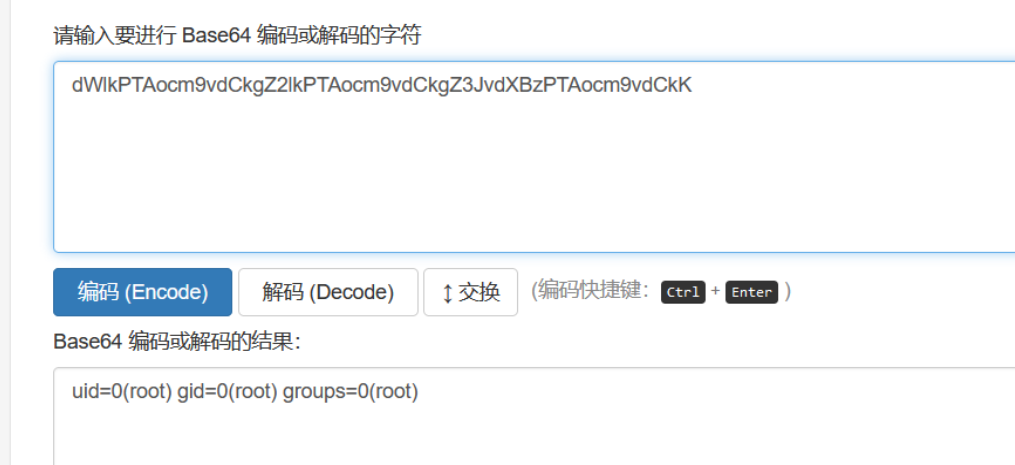 请输入要进行 Base64 编码或解码的字符
dWlkPTAocm9vdCkgZ2lkPTAocm9vdCkgZ3JvdXBzPTAocm9vdCkK
编码 (Encode) 解码 (Decode) ↕ 交换 (编码快捷键： Ctrl + Enter )
Base64 编码或解码的结果：
uid=0(root) gid=0(root) groups=0(root)